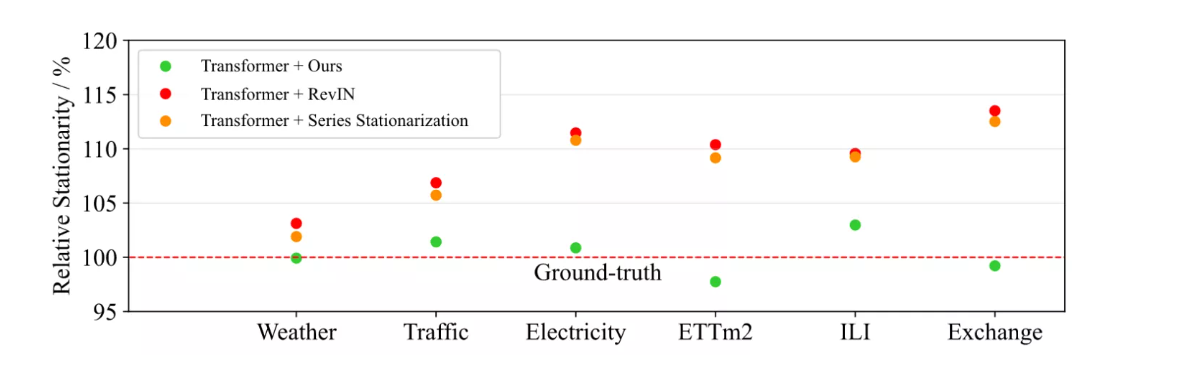 Relative Stationarity / %
120
115
110
105
100
95
Transformer + Ours
Transformer + RevIN
Transformer + Series Stationarization
Ground-truth
Weather
Traffic
Electricity
ETTm2
ILI
Exchange